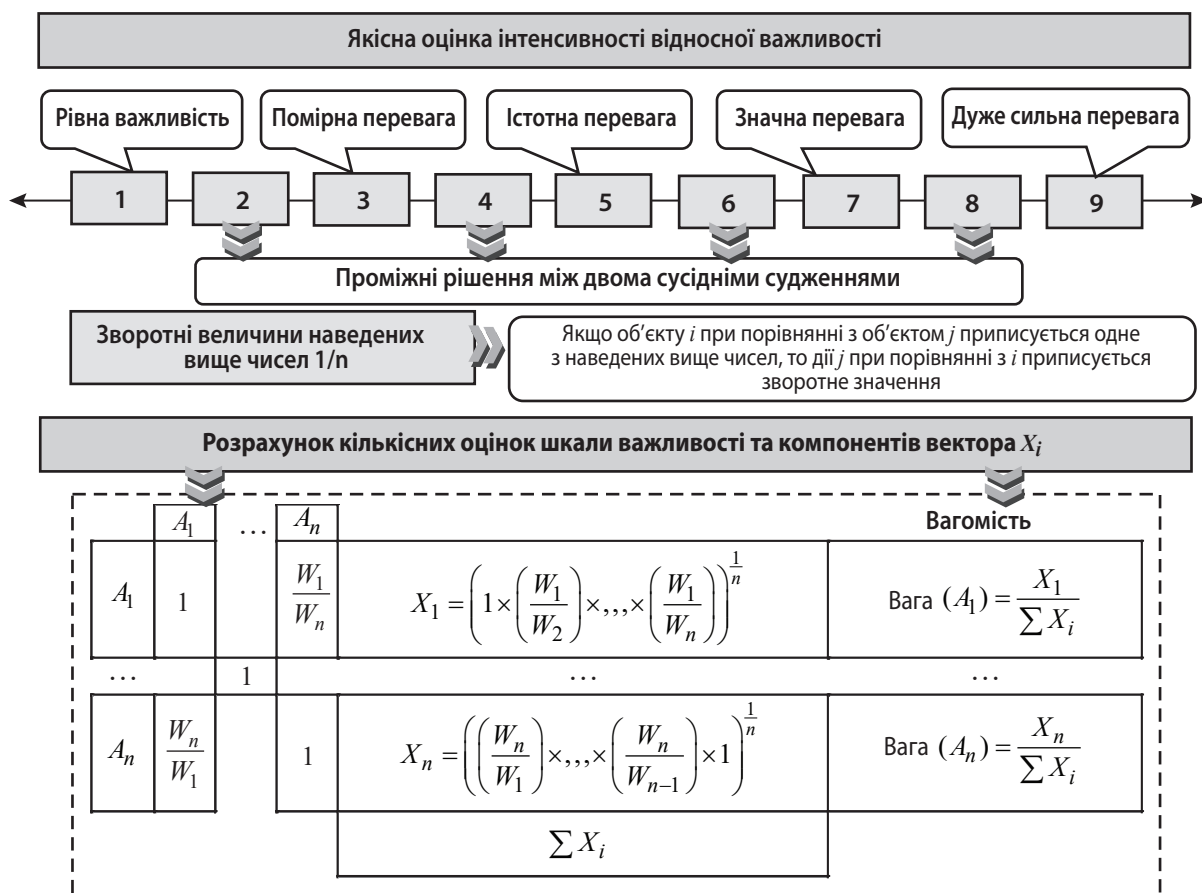 Якісна оцінка інтенсивності відносної важливості
Рівна важливість
Помірна перевага
Істотна перевага
Значна перевага
Дуже сильна перевага
1 2 3 4 5 6 7 8 9
Проміжні рішення між двома сусідніми судженнями
Зворотні величини наведених
вище чисел 1/n
Якщо об’єкту i при порівнянні з об’єктом j приписується одне
з наведених вище чисел, то дії j при порівнянні з i приписується
зворотне значення
Розрахунок кількісних оцінок шкали важливості та компонентів вектора Xᵢ
A₁ … Aₙ Вагомість
A₁ 1 W₁/Wₙ X₁ = (1×(W₁/W₂)×,,,×(W₁/Wₙ))^(1/n) Вага (A₁) = X₁/∑Xᵢ
… 1 … …
Aₙ Wₙ/W₁ 1 Xₙ = ((Wₙ/W₁)×,,,×(Wₙ/Wₙ₋₁)×1)^(1/n) Вага (Aₙ) = Xₙ/∑Xᵢ
∑Xᵢ